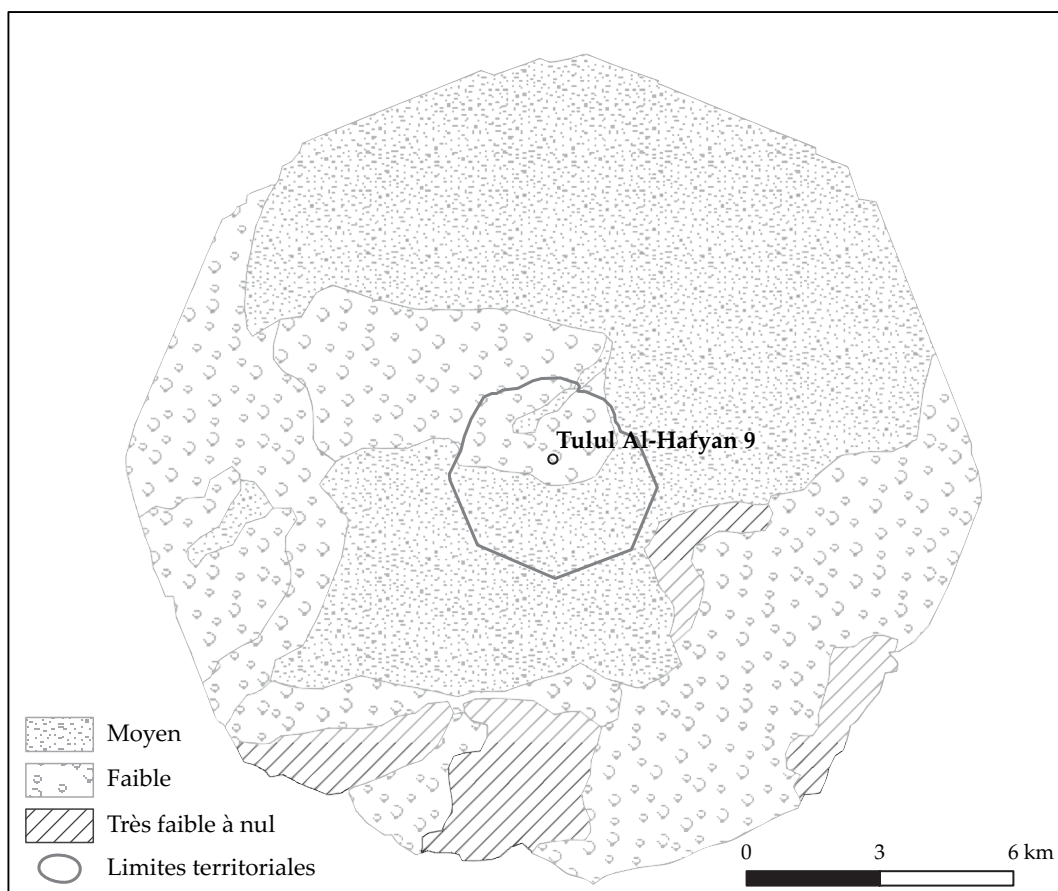 Tulul Al-Hafyan 9
Moyen
Faible
Très faible à nul
Limites territoriales
0 3 6 km